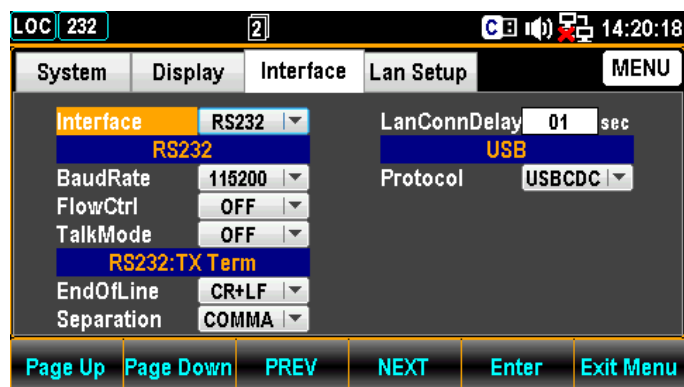 LOC 232 2 C E 14:20:18
System Display Interface Lan Setup MENU
Interface RS232 LanConnDelay 01 sec
RS232 USB
BaudRate 115200 Protocol USBCDC
FlowCtrl OFF
TalkMode OFF
RS232:TX Term
EndOfLine CR+LF
Separation COMMA
Page Up Page Down PREV NEXT Enter Exit Menu